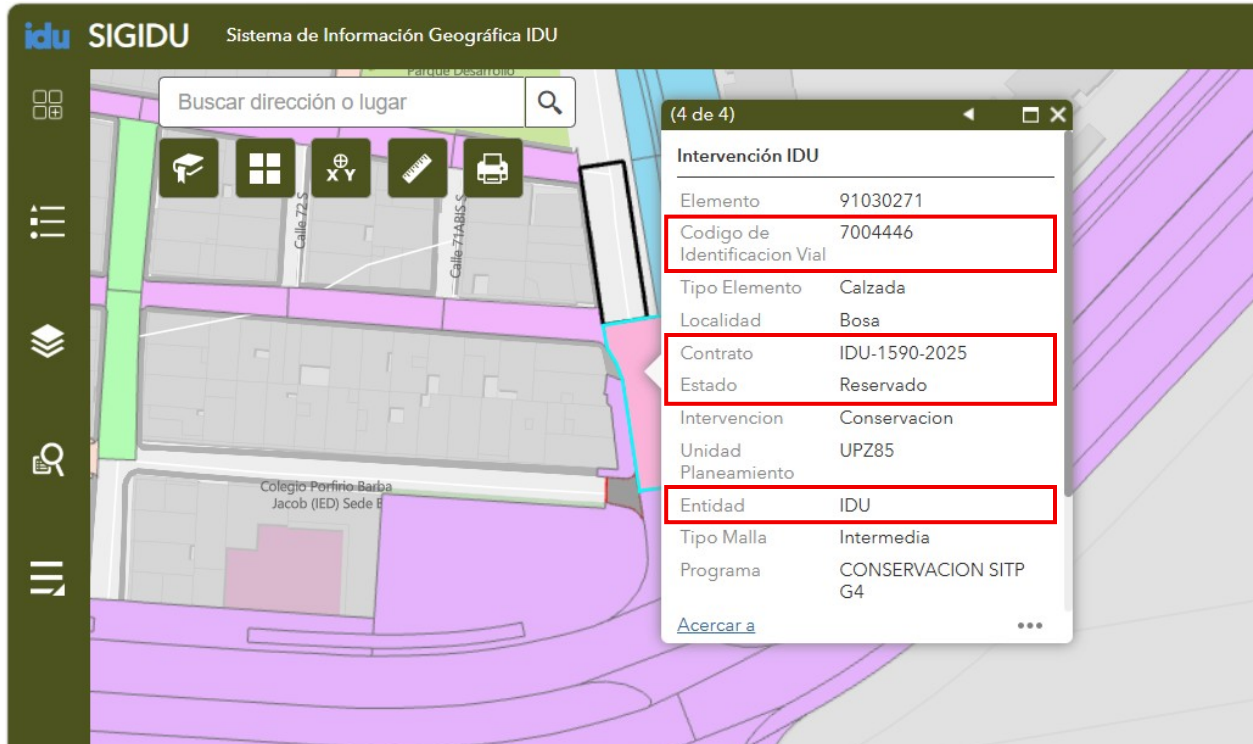 idu SIGIDU Sistema de Información Geográfica IDU
Parque Desarrollo
Buscar dirección o lugar
X Y
Calle 72 S
Calle 71ABIS S
Colegio Porfirio Barba
Jacob (IED) Sede B
(4 de 4)
Intervención IDU
Elemento 91030271
Codigo de 7004446
Identificacion Vial
Tipo Elemento Calzada
Localidad Bosa
Contrato IDU-1590-2025
Estado Reservado
Intervencion Conservacion
Unidad UPZ85
Planeamiento
Entidad IDU
Tipo Malla Intermedia
Programa CONSERVACION SITP
G4
Acercar a